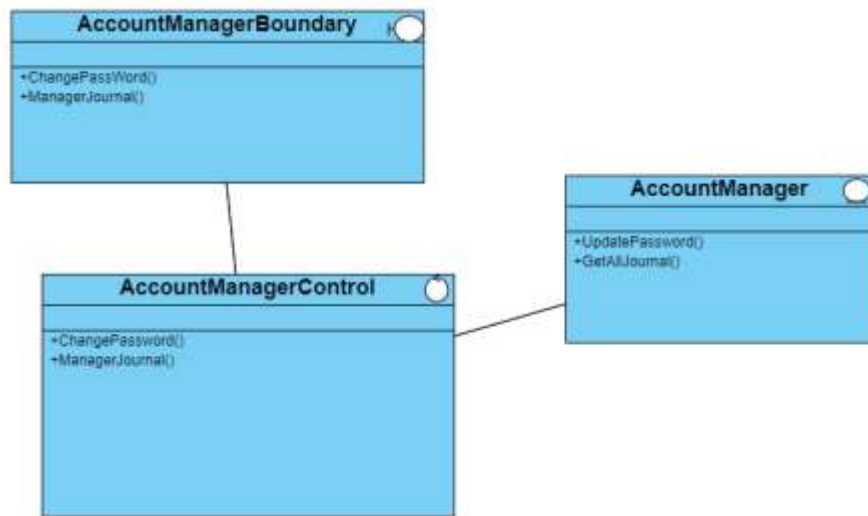 AccountManagerBoundary
+ChangePassWord()
+ManagerJournal()
AccountManager
+UpdatePassword()
+GetAllJournal()
AccountManagerControl
+ChangePassword()
+ManagerJournal()